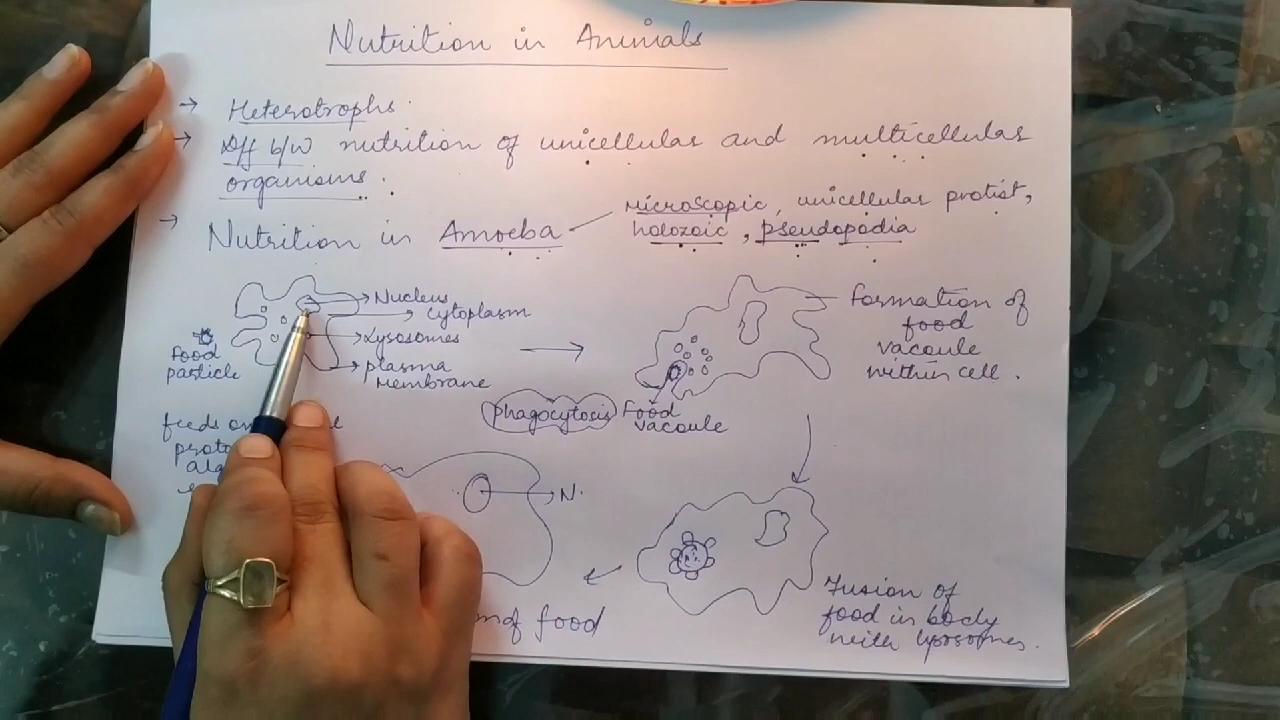 Nutrition in Animals
→ Heterotrophs.
→ Diff b/w nutrition of unicellular and multicellular
organisms.
→ Nutrition in Amoeba
microscopic, unicellular protist,
holozoic, pseudopodia
Nucleus
cytoplasm
Lysosomes
plasma
membrane
food
particle
feeds on
phagocytosis
Food
vacoule
Formation of
food
vacoule
within cell.
N.
Fusion of
food in body
with lysosomes.
of food